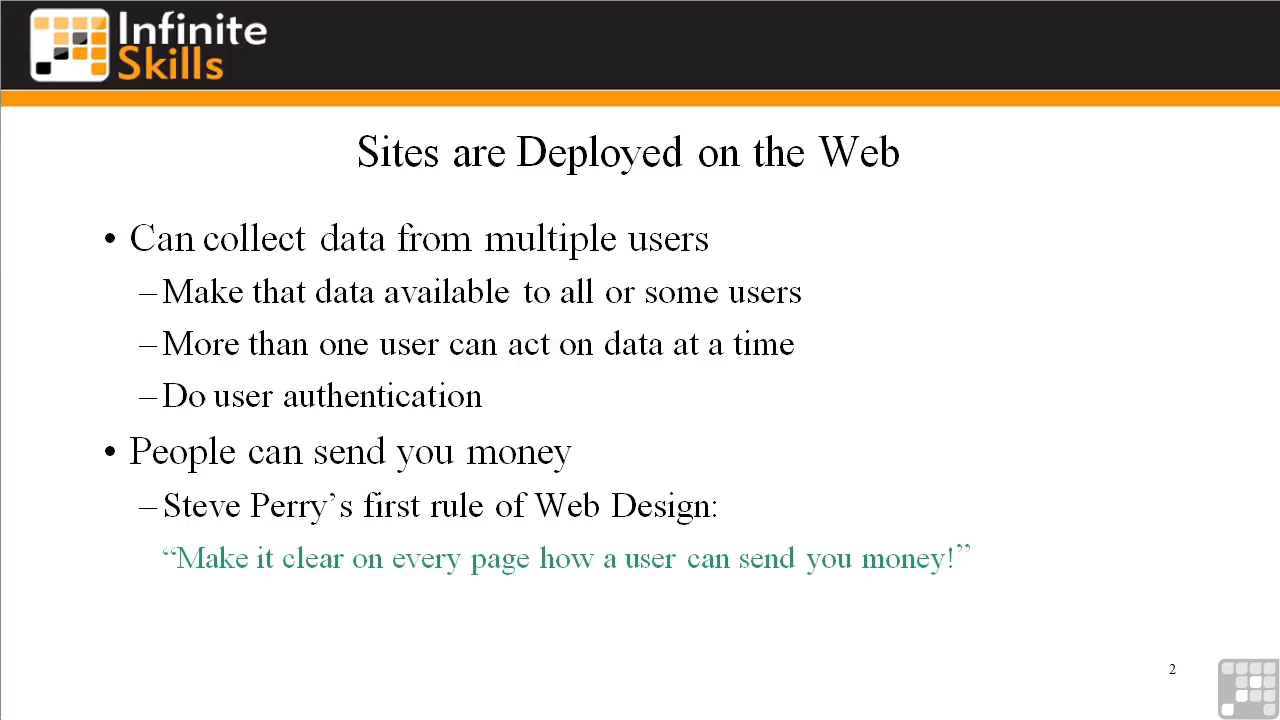 Infinite
Skills
Sites are Deployed on the Web
• Can collect data from multiple users
– Make that data available to all or some users
– More than one user can act on data at a time
– Do user authentication
• People can send you money
– Steve Perry’s first rule of Web Design:
“Make it clear on every page how a user can send you money!”
2